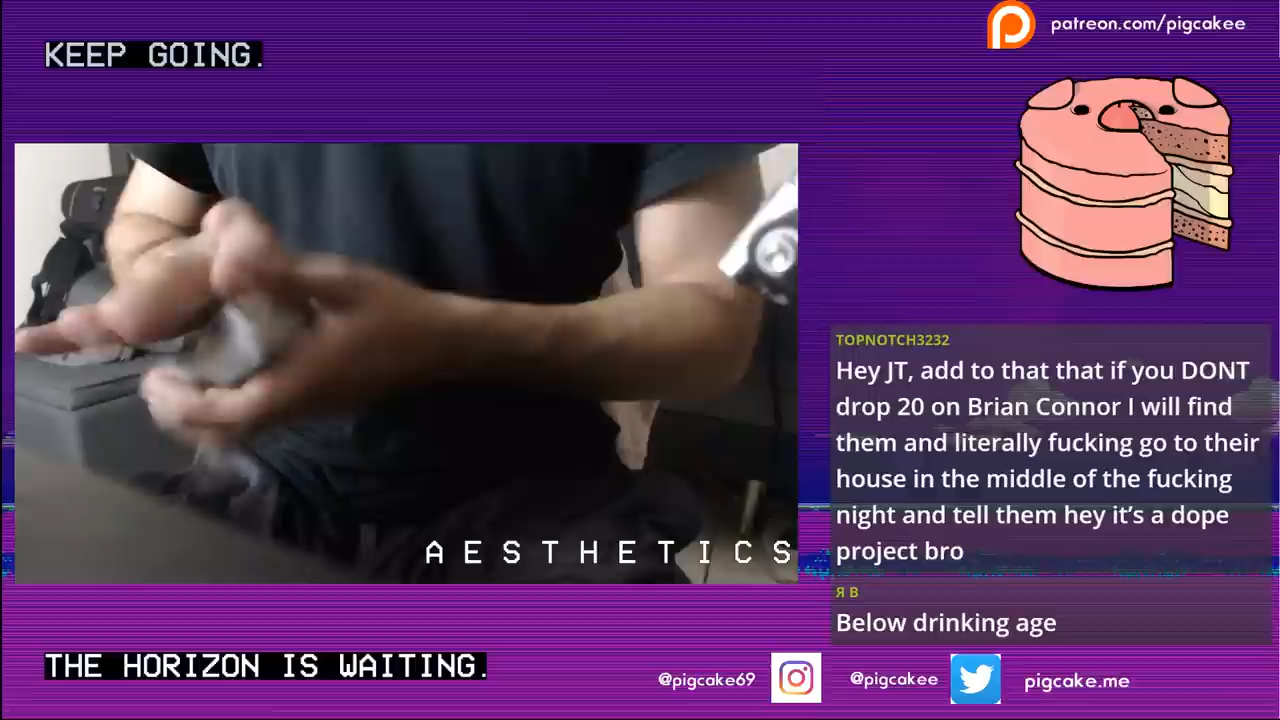 KEEP GOING.
patreon.com/pigcakee
TOPNOTCH3232
Hey JT, add to that that if you DONT
drop 20 on Brian Connor I will find
them and literally fucking go to their
house in the middle of the fucking
night and tell them hey it’s a dope
project bro
A E S T H E T I C S
Я В
Below drinking age
THE HORIZON IS WAITING.
@pigcake69
@pigcakee
pigcake.me